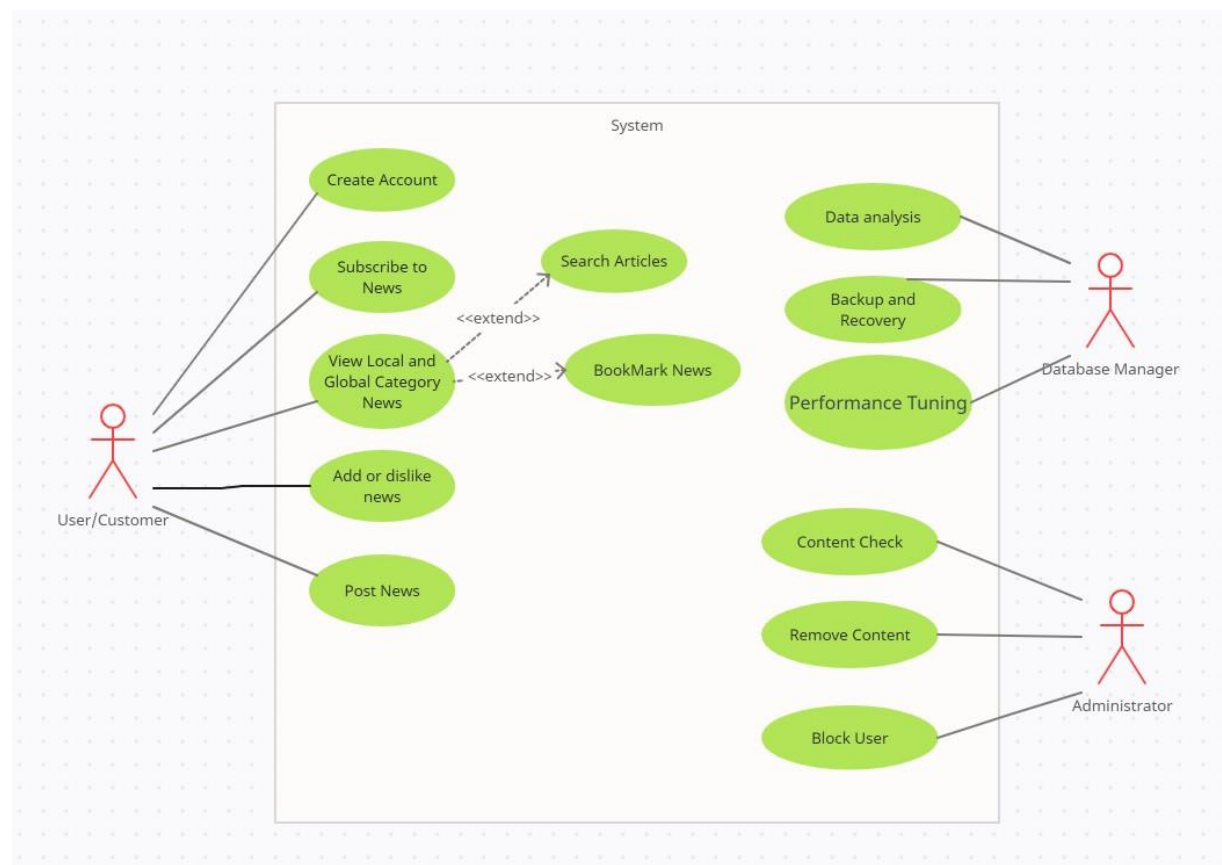 System
Create Account
Subscribe to
News
View Local and
Global Category
News
Add or dislike
news
Post News
<<extend>>
<<extend>>
Search Articles
BookMark News
Data analysis
Backup and
Recovery
Performance Tuning
Content Check
Remove Content
Block User
User/Customer
Database Manager
Administrator